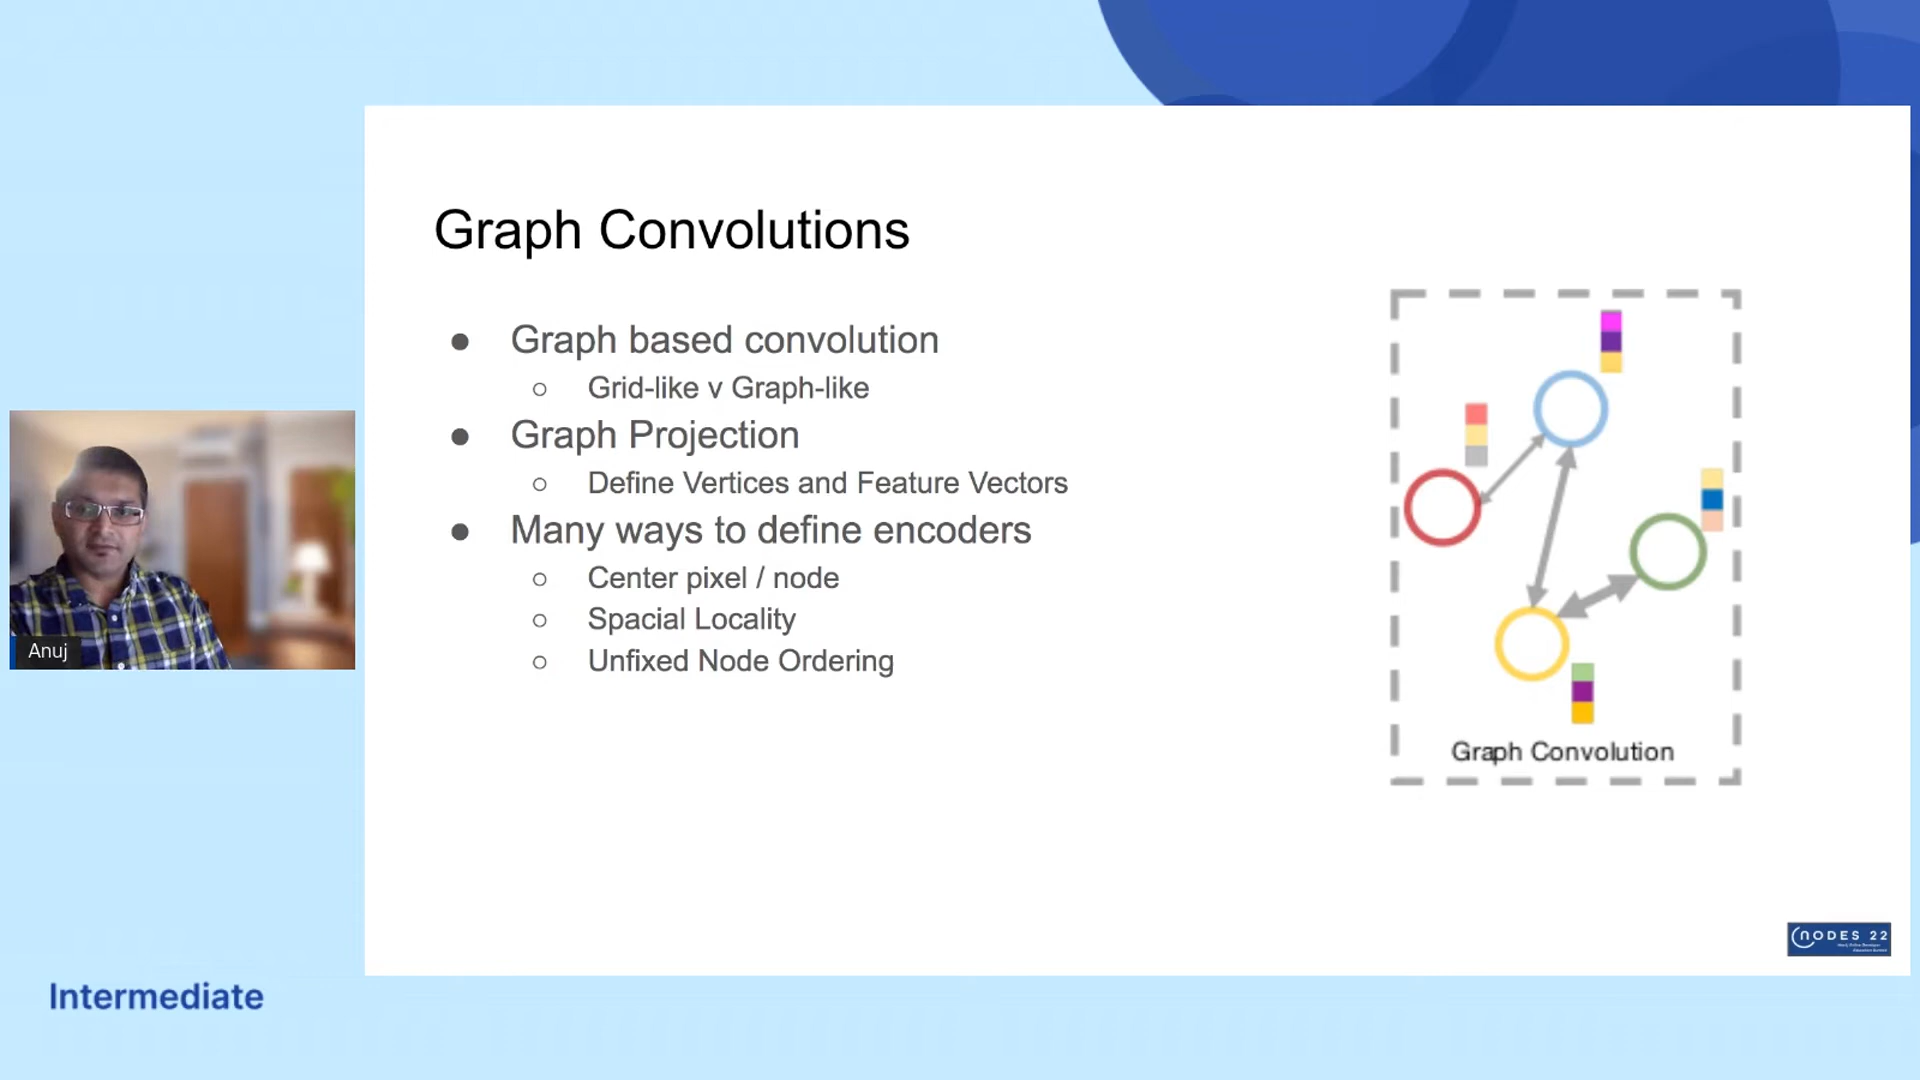 Graph Convolutions
Graph based convolution
Grid-like v Graph-like
Graph Projection
Define Vertices and Feature Vectors
Many ways to define encoders
Center pixel / node
Spacial Locality
Unfixed Node Ordering
Graph Convolution
Anuj
NODES 22
Intermediate